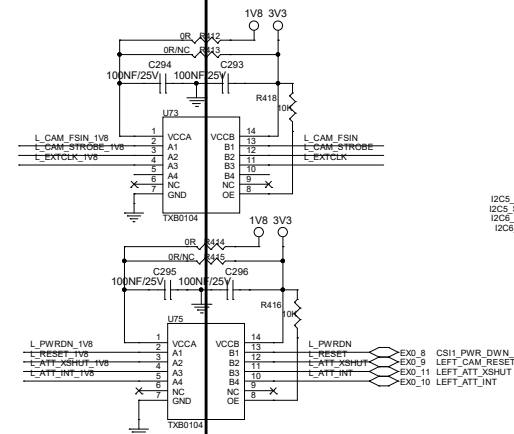 1V8 3V3
0R R412
0R/NC R413
C294 C293
100NF/25V 100NF/25V
R418
10K
U73
1 VCCA VCCB 14
L_CAM_FSIN_1V8 2 A1 B1 13 L_CAM_FSIN
L_CAM_STROBE_1V8 3 A2 B2 12 L_CAM_STROBE
L_EXTCLK_1V8 4 A3 B3 11 L_EXTCLK
5 A4 B4 10
6 NC NC 9
7 GND OE 8
TXB0104
I2C5_
I2C5_
I2C6_
I2C6
1V8 3V3
0R R414
0R/NC R415
C295 C296
100NF/25V 100NF/25V
R416
10K
U75
1 VCCA VCCB 14
L_PWRDN_1V8 2 A1 B1 13 L_PWRDN EX0_8 CSI1_PWR_DWN
L_RESET_1V8 3 A2 B2 12 L_RESET EX0_9 LEFT_CAM_RESET
L_ATT_XSHUT_1V8 4 A3 B3 11 L_ATT_XSHUT EX0_11 LEFT_ATT_XSHUT
L_ATT_INT_1V8 5 A4 B4 10 L_ATT_INT EX0_10 LEFT_ATT_INT
6 NC NC 9
7 GND OE 8
TXB0104